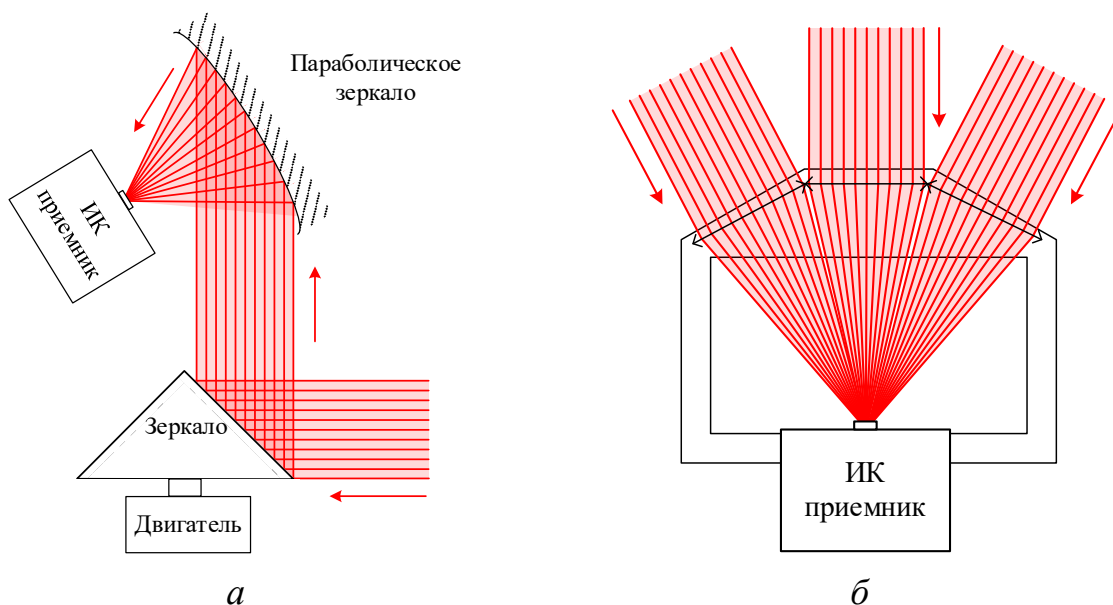 Параболическое
зеркало
ИК
приемник
Зеркало
Двигатель
а
ИК
приемник
б